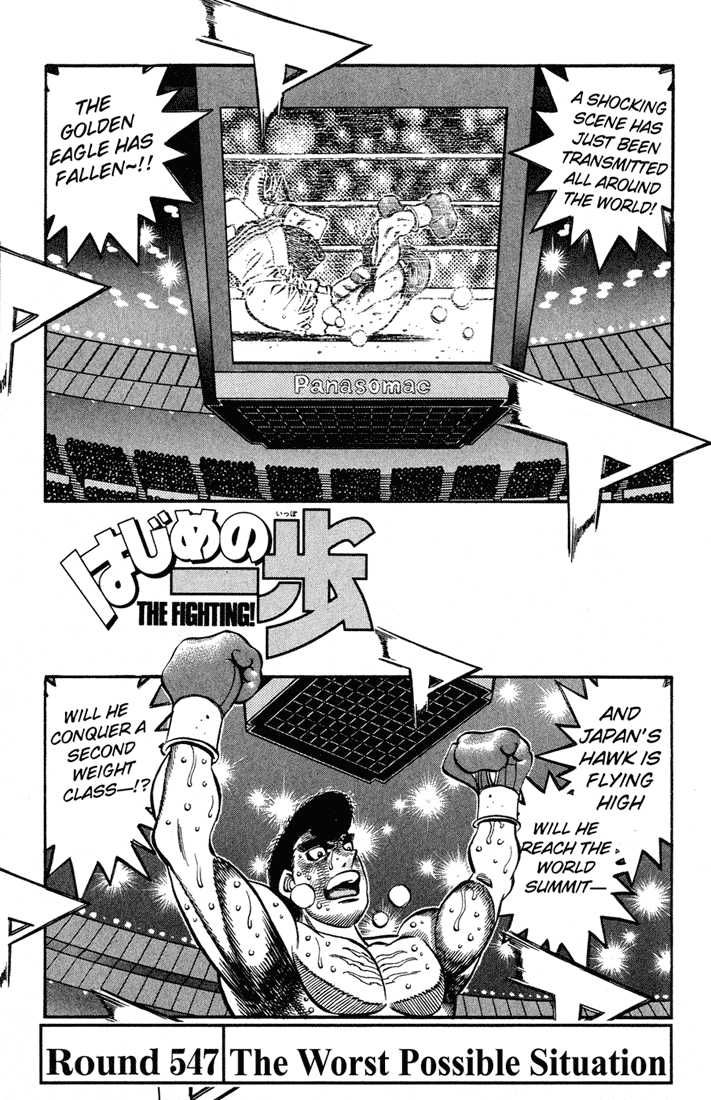 A SHOCKING
SCENE HAS
JUST BEEN
TRANSMITTED
ALL AROUND
THE WORLD!
THE
GOLDEN
EAGLE HAS
FALLEN~!!
Panasomac
いっぽ
はじめの一歩
THE FIGHTING!
AND
JAPAN'S
HAWK IS
FLYING
HIGH
WILL HE
REACH THE
WORLD
SUMMIT—
WILL HE
CONQUER A
SECOND
WEIGHT
CLASS—!?
Round 547 The Worst Possible Situation